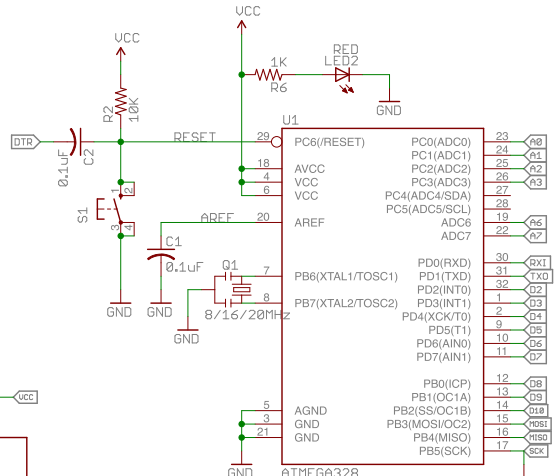 VCC
VCC
RED
LED2
1K
R6
GND
R2
10K
U1
DTR
0.1uF
C2
RESET
29 PC6(/RESET) PC0(ADC0) 23 A0
PC1(ADC1) 24 A1
18 AVCC PC2(ADC2) 25 A2
4 VCC PC3(ADC3) 26 A3
6 VCC PC4(ADC4/SDA) 27
PC5(ADC5/SCL) 28
S1
1 2
3 4
AREF
20 AREF ADC6 19 A6
ADC7 22 A7
C1
0.1uF
GND
GND
Q1
7 PB6(XTAL1/TOSC1)
8 PB7(XTAL2/TOSC2)
8/16/20MHz
GND
PD0(RXD) 30 RXI
PD1(TXD) 31 TXO
PD2(INT0) 32 D2
PD3(INT1) 1 D3
PD4(XCK/T0) 2 D4
PD5(T1) 9 D5
PD6(AIN0) 10 D6
PD7(AIN1) 11 D7
PB0(ICP) 12 D8
PB1(OC1A) 13 D9
5 AGND PB2(SS/OC1B) 14 D10
3 GND PB3(MOSI/OC2) 15 MOSI
21 GND PB4(MISO) 16 MISO
PB5(SCK) 17 SCK
VCC
GND
ATMEGA328